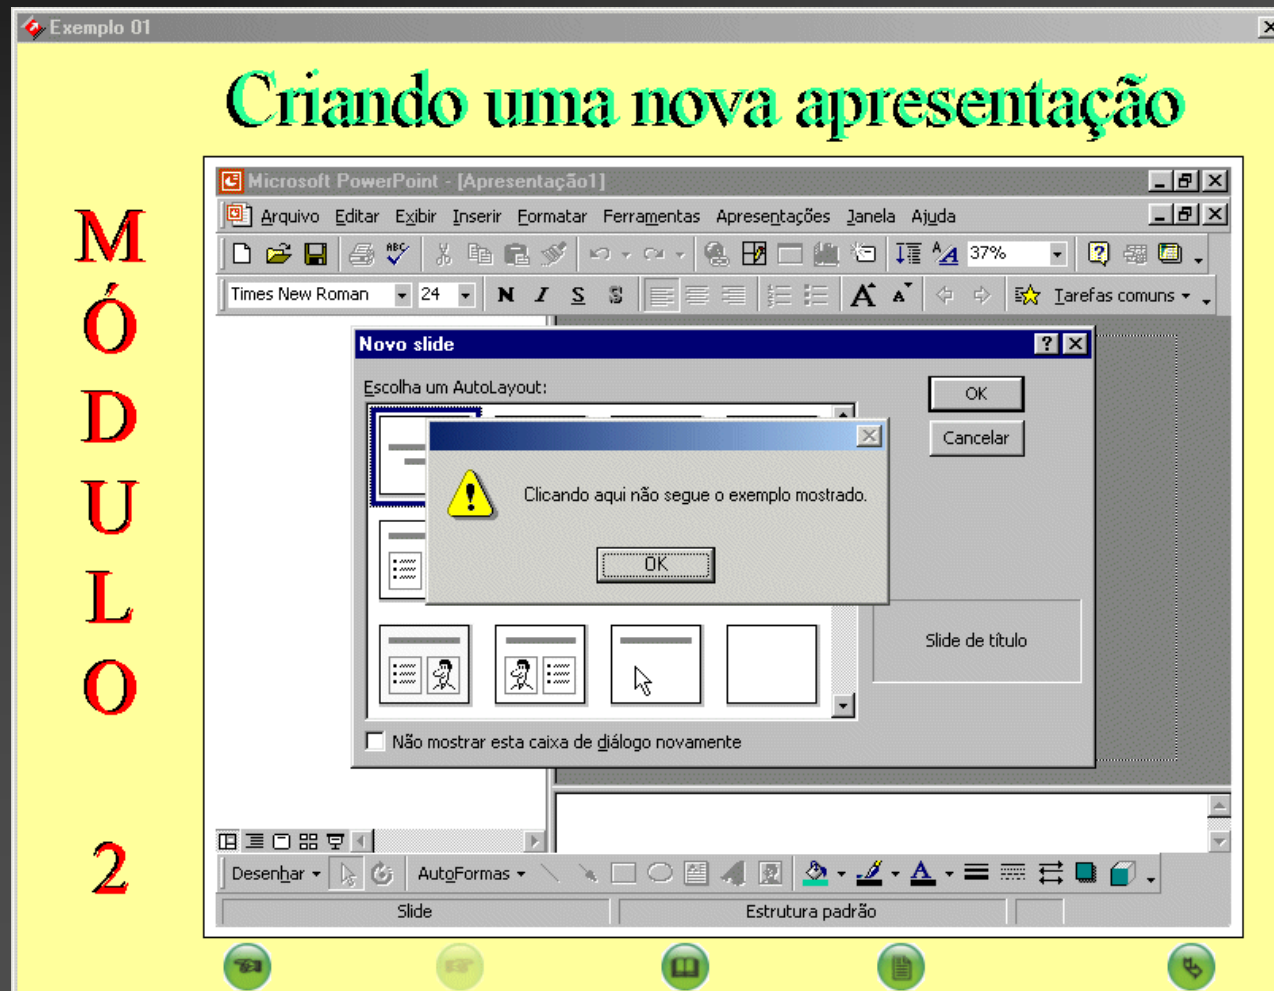 Exemplo 01
Criando uma nova apresentação
MÓDULO 2
Microsoft PowerPoint - [Apresentação1]
Arquivo Editar Exibir Inserir Formatar Ferramentas Apresentações Janela Ajuda
ABC 37%
Times New Roman 24 N I S S A A Tarefas comuns
Novo slide
Escolha um AutoLayout:
OK
Cancelar
Clicando aqui não segue o exemplo mostrado.
OK
Slide de título
Não mostrar esta caixa de diálogo novamente
Desenhar AutoFormas A
Slide Estrutura padrão